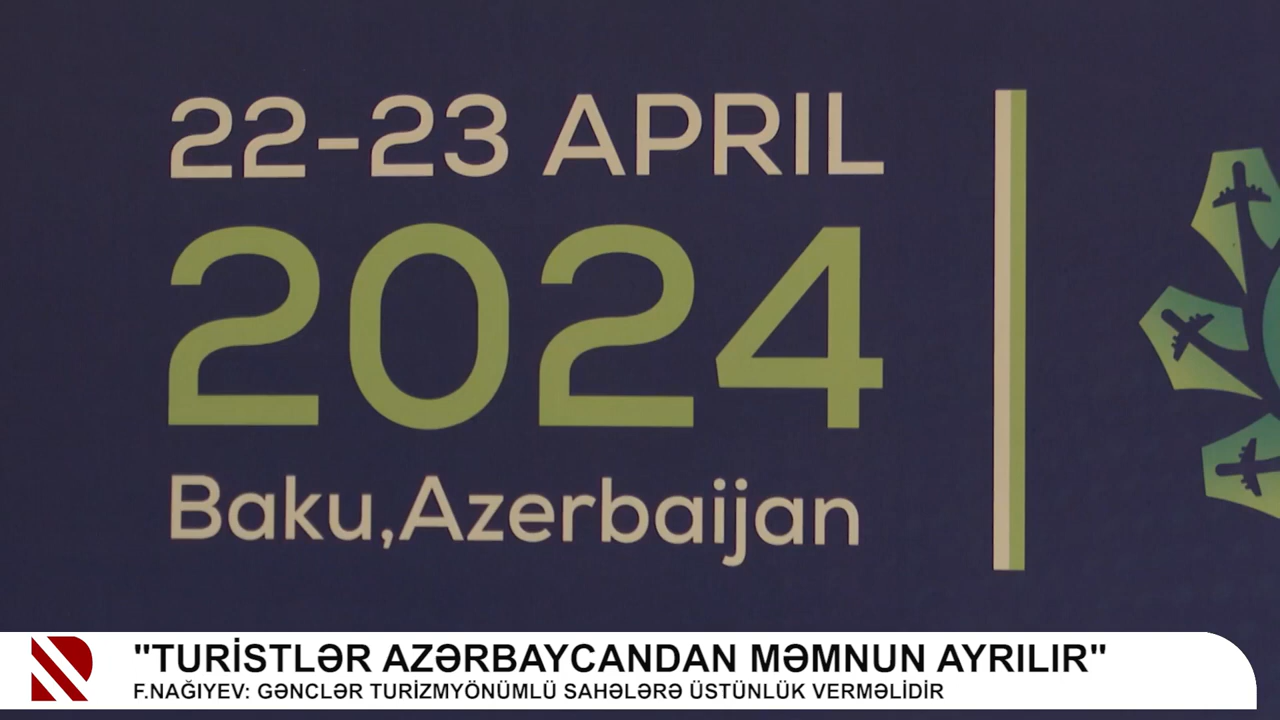 22-23 APRIL
2024
Baku,Azerbaijan
"TURİSTLƏR AZƏRBAYCANDAN MƏMNUN AYRILIR"
F.NAĞIYEV: GƏNCLƏR TURİZMYÖNÜMLÜ SAHƏLƏRƏ ÜSTÜNLÜK VERMƏLİDİR